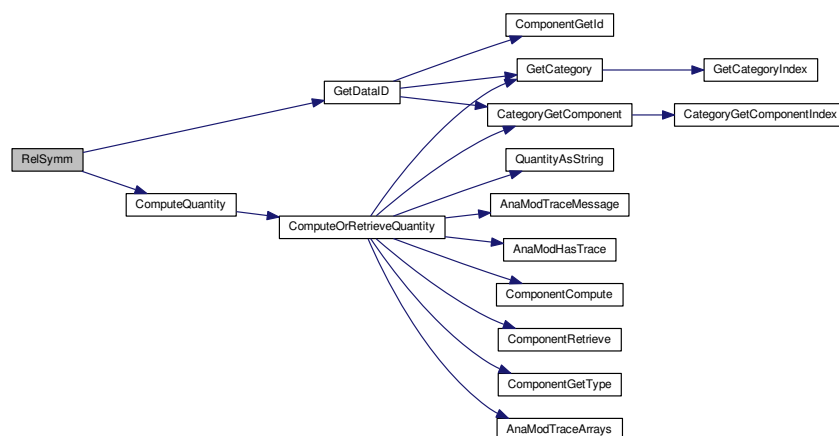 ComponentGetId
GetCategory
GetCategoryIndex
GetDataID
CategoryGetComponent
CategoryGetComponentIndex
RelSymm
QuantityAsString
ComputeQuantity
AnaModTraceMessage
ComputeOrRetrieveQuantity
AnaModHasTrace
ComponentCompute
ComponentRetrieve
ComponentGetType
AnaModTraceArrays